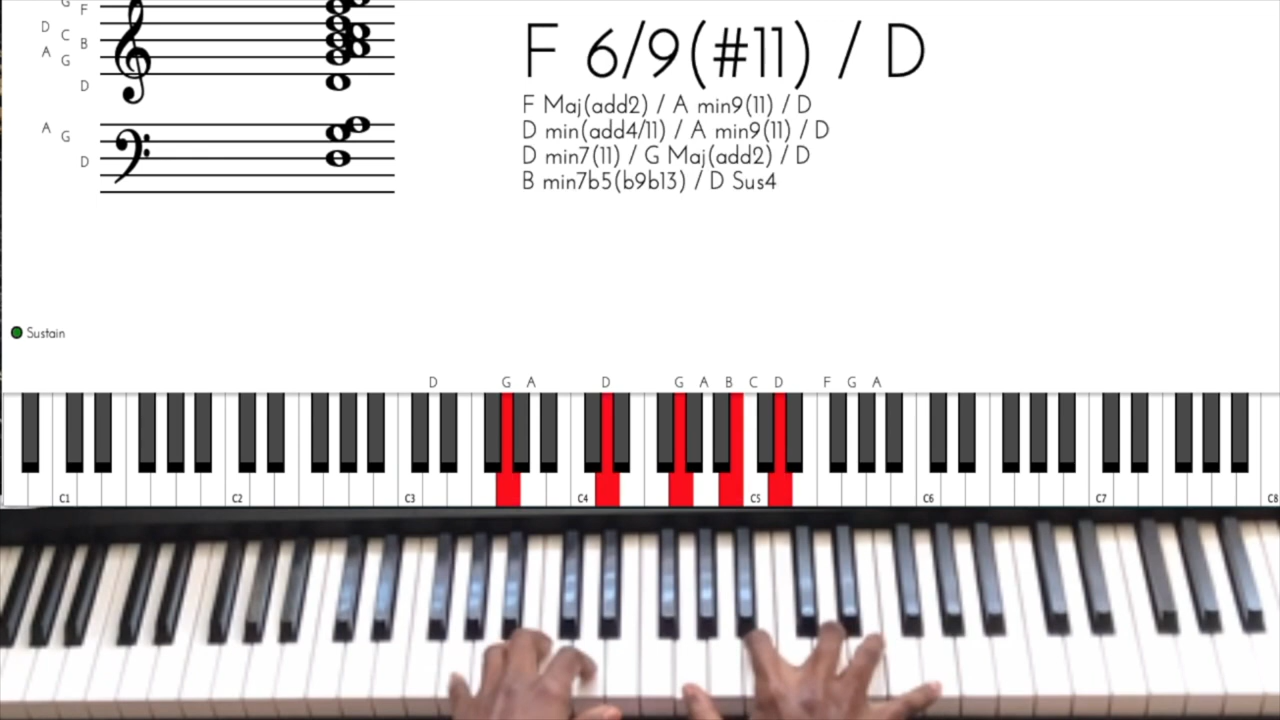 G F
D C B
A G
D
F 6/9(#11) / D
F Maj(add2) / A min9(11) / D
D min(add4/11) / A min9(11) / D
D min7(11) / G Maj(add2) / D
B min7b5(b9b13) / D Sus4
A G
D
Sustain
D G A D G A B C D F G A
C1 C2 C3 C4 C5 C6 C7 C8